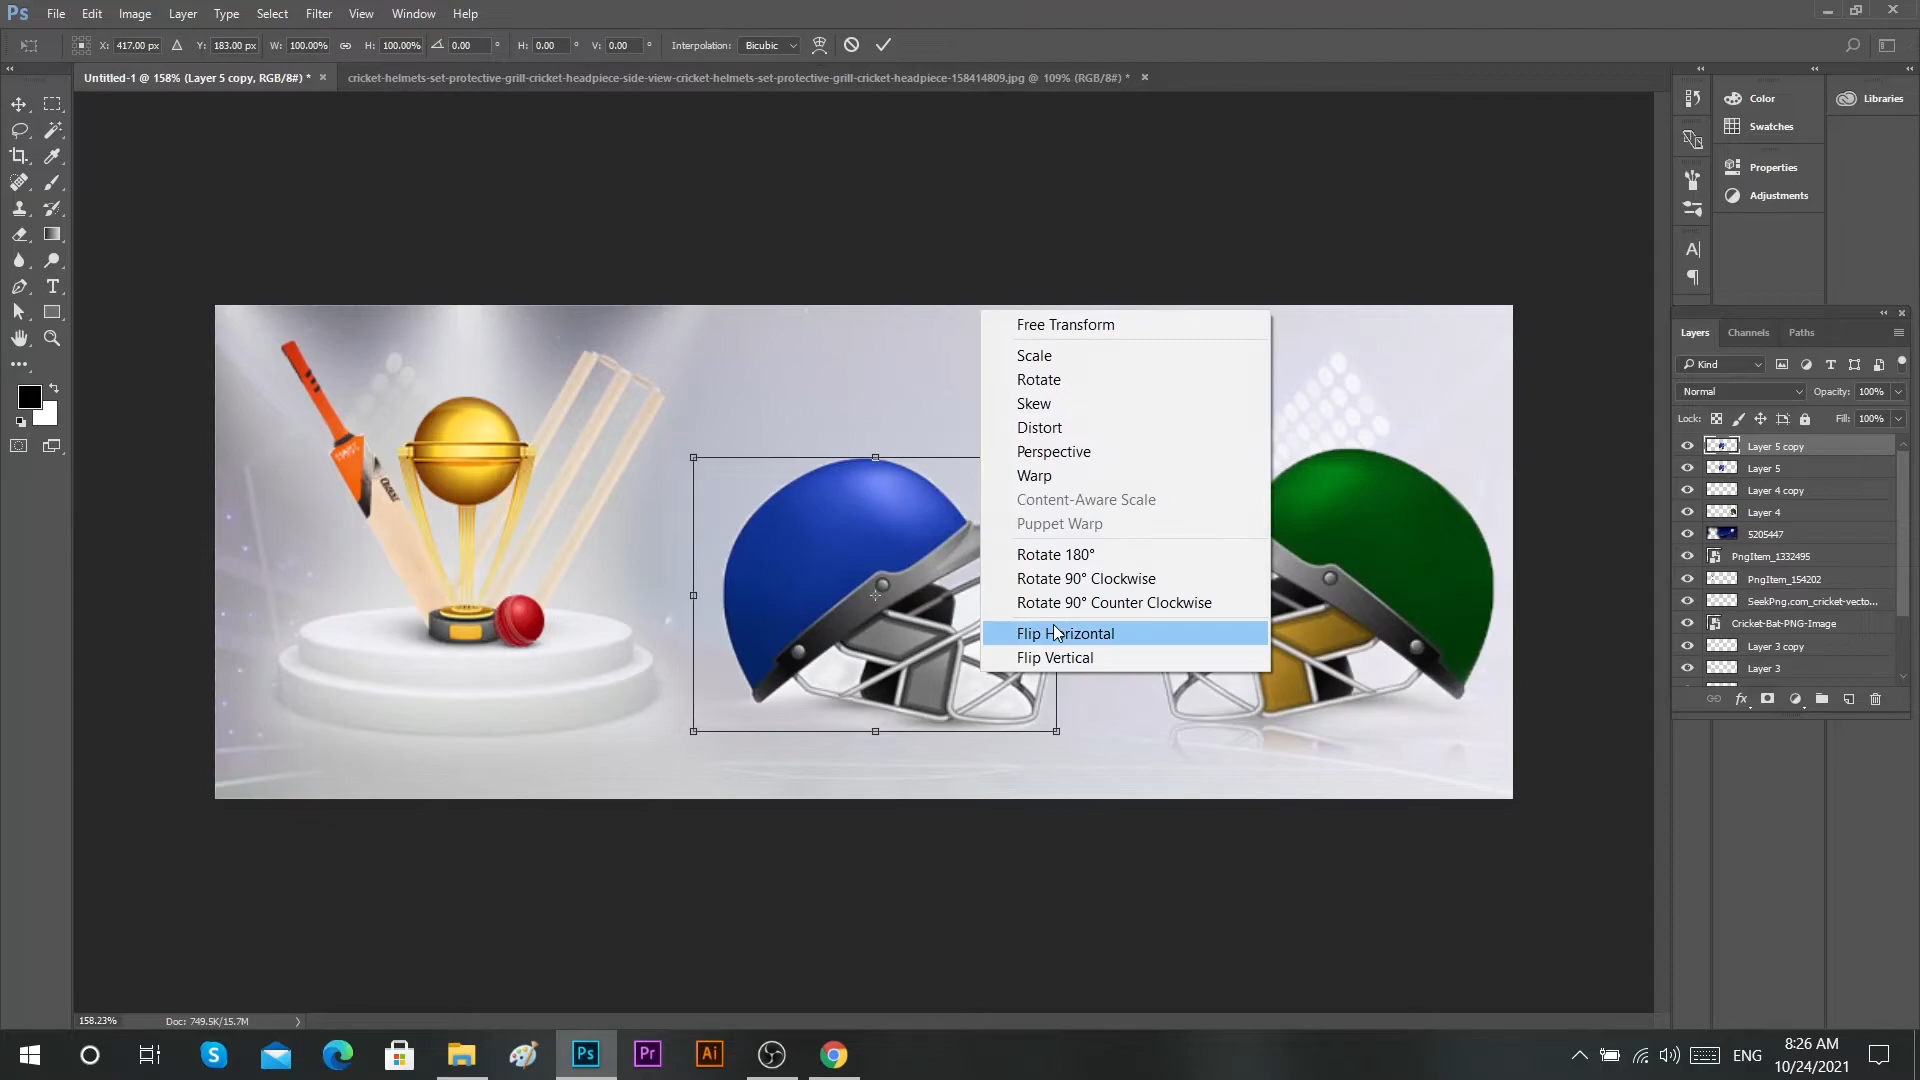 Ps File Edit Image Layer Type Select Filter View Window Help
X: 417.00 px Y: 183.00 px W: 100.00% H: 100.00% 0.00 ° H: 0.00 ° V: 0.00 ° Interpolation: Bicubic
Untitled-1 @ 158% (Layer 5 copy, RGB/8#) * × cricket-helmets-set-protective-grill-cricket-headpiece-side-view-cricket-helmets-set-protective-grill-cricket-headpiece-158414809.jpg @ 109% (RGB/8#) * ×
Color
Libraries
Swatches
Properties
Adjustments
Free Transform
Scale
Rotate
Skew
Distort
Perspective
Warp
Content-Aware Scale
Puppet Warp
Rotate 180°
Rotate 90° Clockwise
Rotate 90° Counter Clockwise
Flip Horizontal
Flip Vertical
Layers Channels Paths
Kind
Normal Opacity: 100%
Lock: Fill: 100%
Layer 5 copy
Layer 5
Layer 4 copy
Layer 4
5205447
PngItem_1332495
PngItem_154202
SeekPng.com_cricket-vecto...
Cricket-Bat-PNG-Image
Layer 3 copy
Layer 3
fx
158.23% Doc: 749.5K/15.7M
Ps Pr Ai
ENG
8:26 AM
10/24/2021